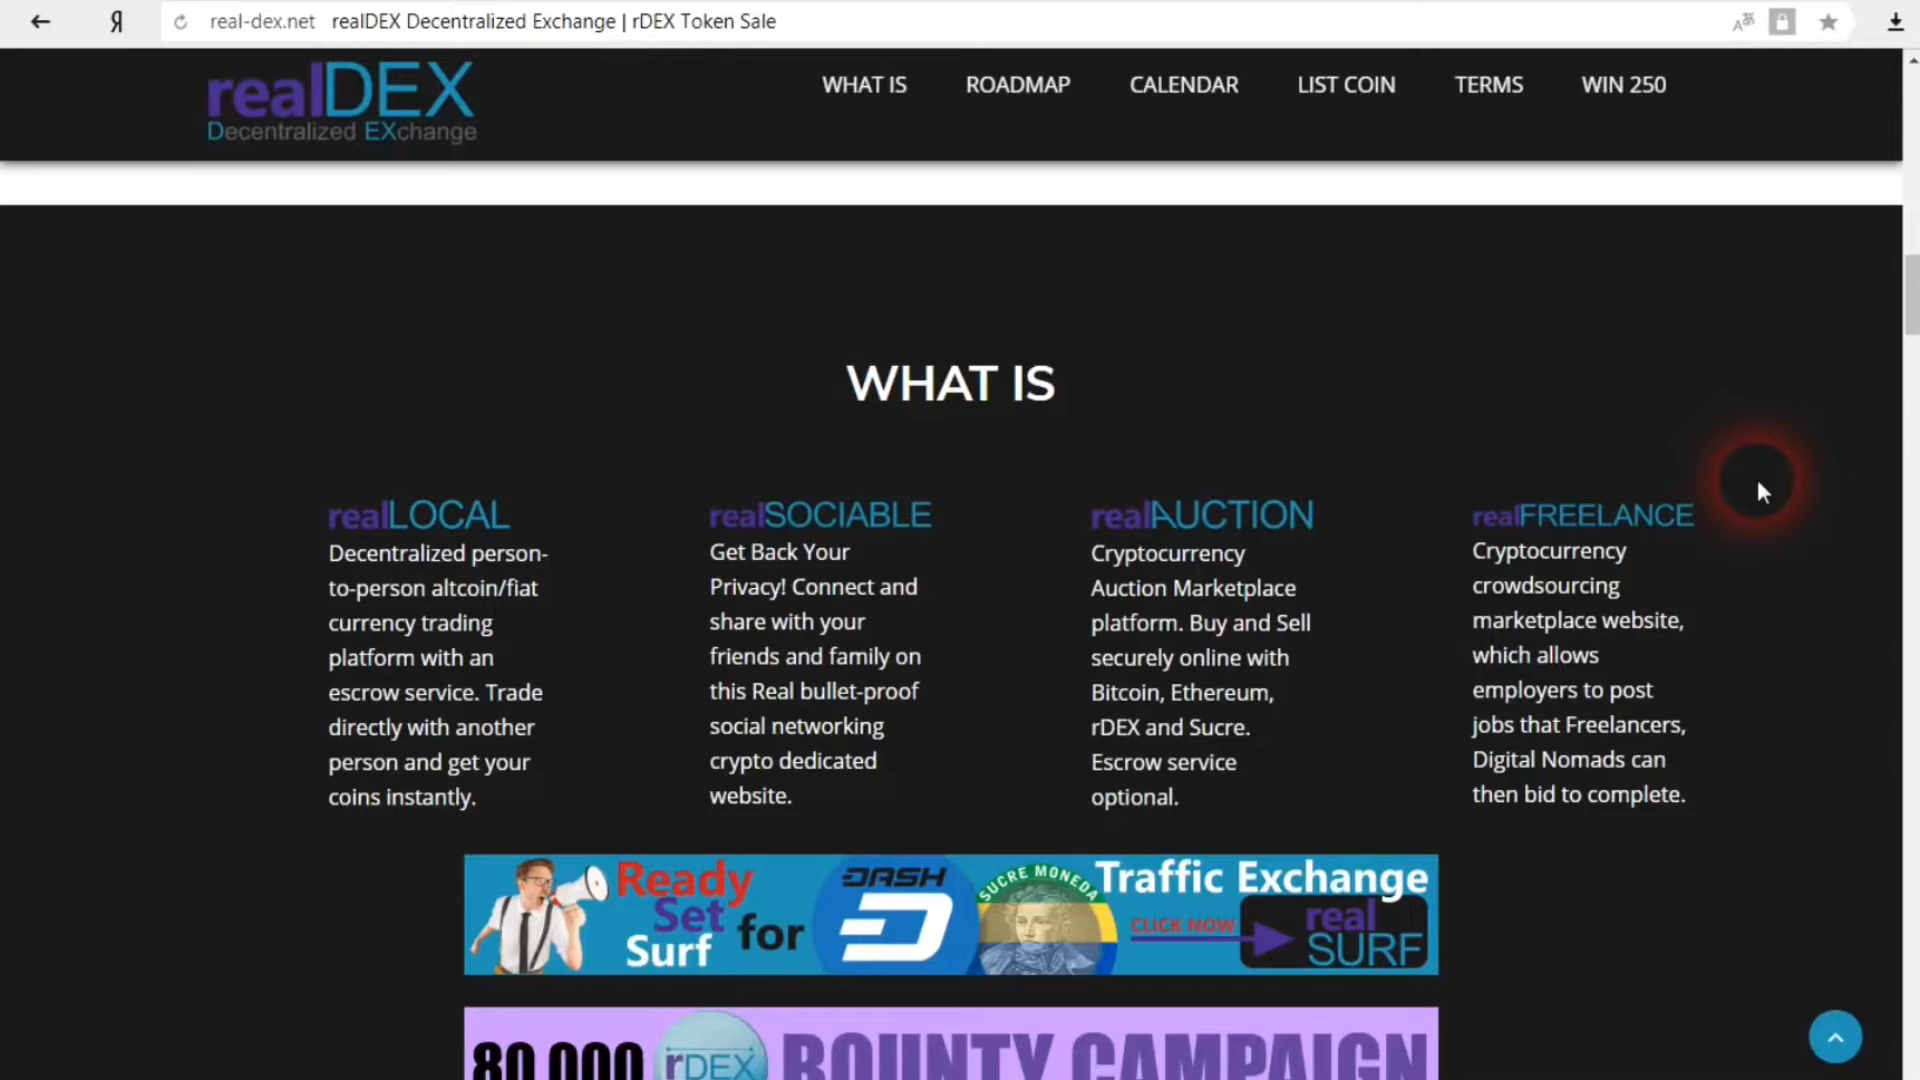 Я real-dex.net realDEX Decentralized Exchange | rDEX Token Sale
realDEX
Decentralized EXchange
WHAT IS ROADMAP CALENDAR LIST COIN TERMS WIN 250
WHAT IS
realLOCAL
Decentralized person-
to-person altcoin/fiat
currency trading
platform with an
escrow service. Trade
directly with another
person and get your
coins instantly.
realSOCIABLE
Get Back Your
Privacy! Connect and
share with your
friends and family on
this Real bullet-proof
social networking
crypto dedicated
website.
realAUCTION
Cryptocurrency
Auction Marketplace
platform. Buy and Sell
securely online with
Bitcoin, Ethereum,
rDEX and Sucre.
Escrow service
optional.
realFREELANCE
Cryptocurrency
crowdsourcing
marketplace website,
which allows
employers to post
jobs that Freelancers,
Digital Nomads can
then bid to complete.
Ready
Set
Surf for
DASH
SUCRE MONEDA
Traffic Exchange
CLICK NOW
real
SURF
80,000 rDEX BOUNTY CAMPAIGN